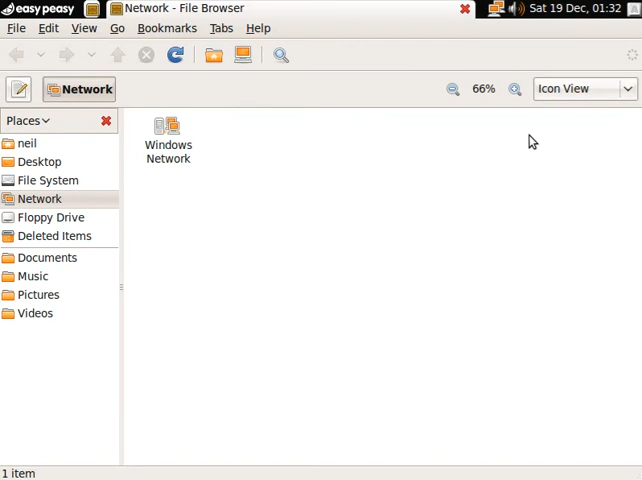 easy peasy
Network - File Browser
Sat 19 Dec, 01:32
A
File Edit View Go Bookmarks Tabs Help
Network
66%
Icon View
Places
neil
Desktop
File System
Network
Floppy Drive
Deleted Items
Documents
Music
Pictures
Videos
Windows
Network
1 item